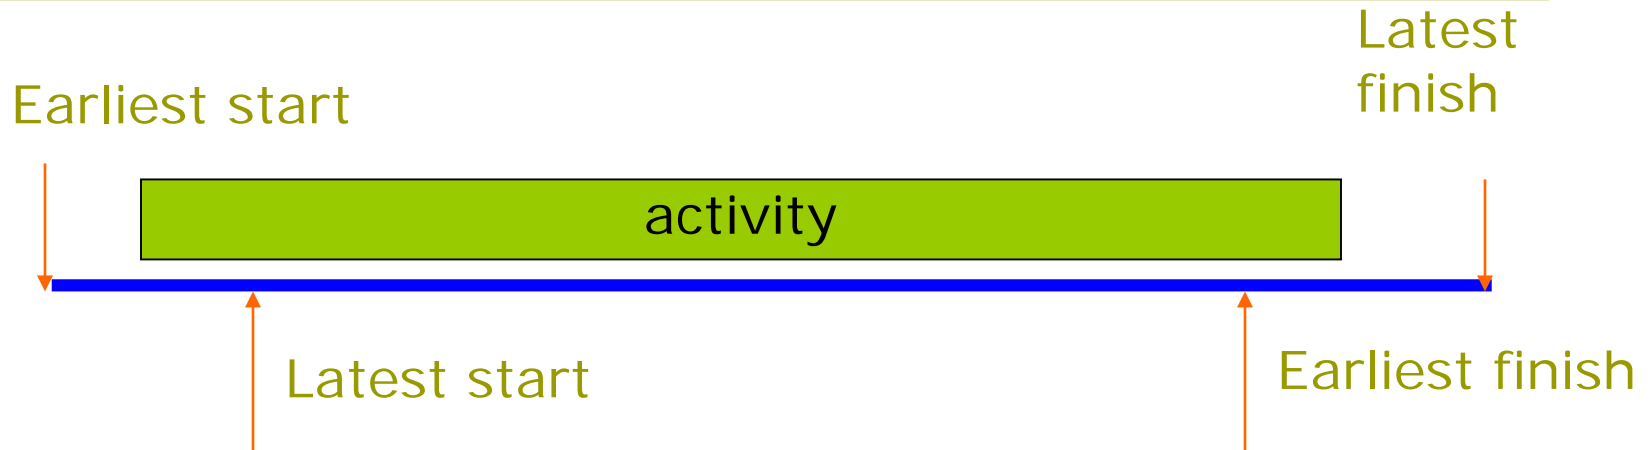 Latest
finish
Earliest start
activity
Latest start
Earliest finish